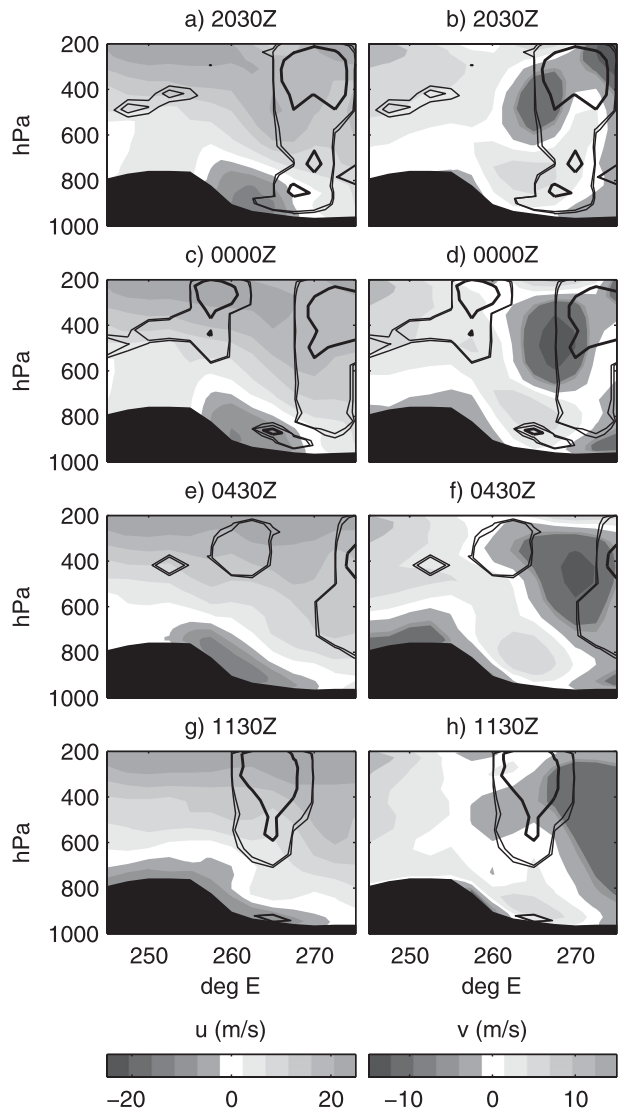 a) 2030Z
b) 2030Z
hPa
200
400
600
800
1000
c) 0000Z
d) 0000Z
hPa
200
400
600
800
1000
e) 0430Z
f) 0430Z
hPa
200
400
600
800
1000
g) 1130Z
h) 1130Z
hPa
200
400
600
800
1000
250 260 270
250 260 270
deg E
deg E
u (m/s)
v (m/s)
−20 0 20
−10 0 10